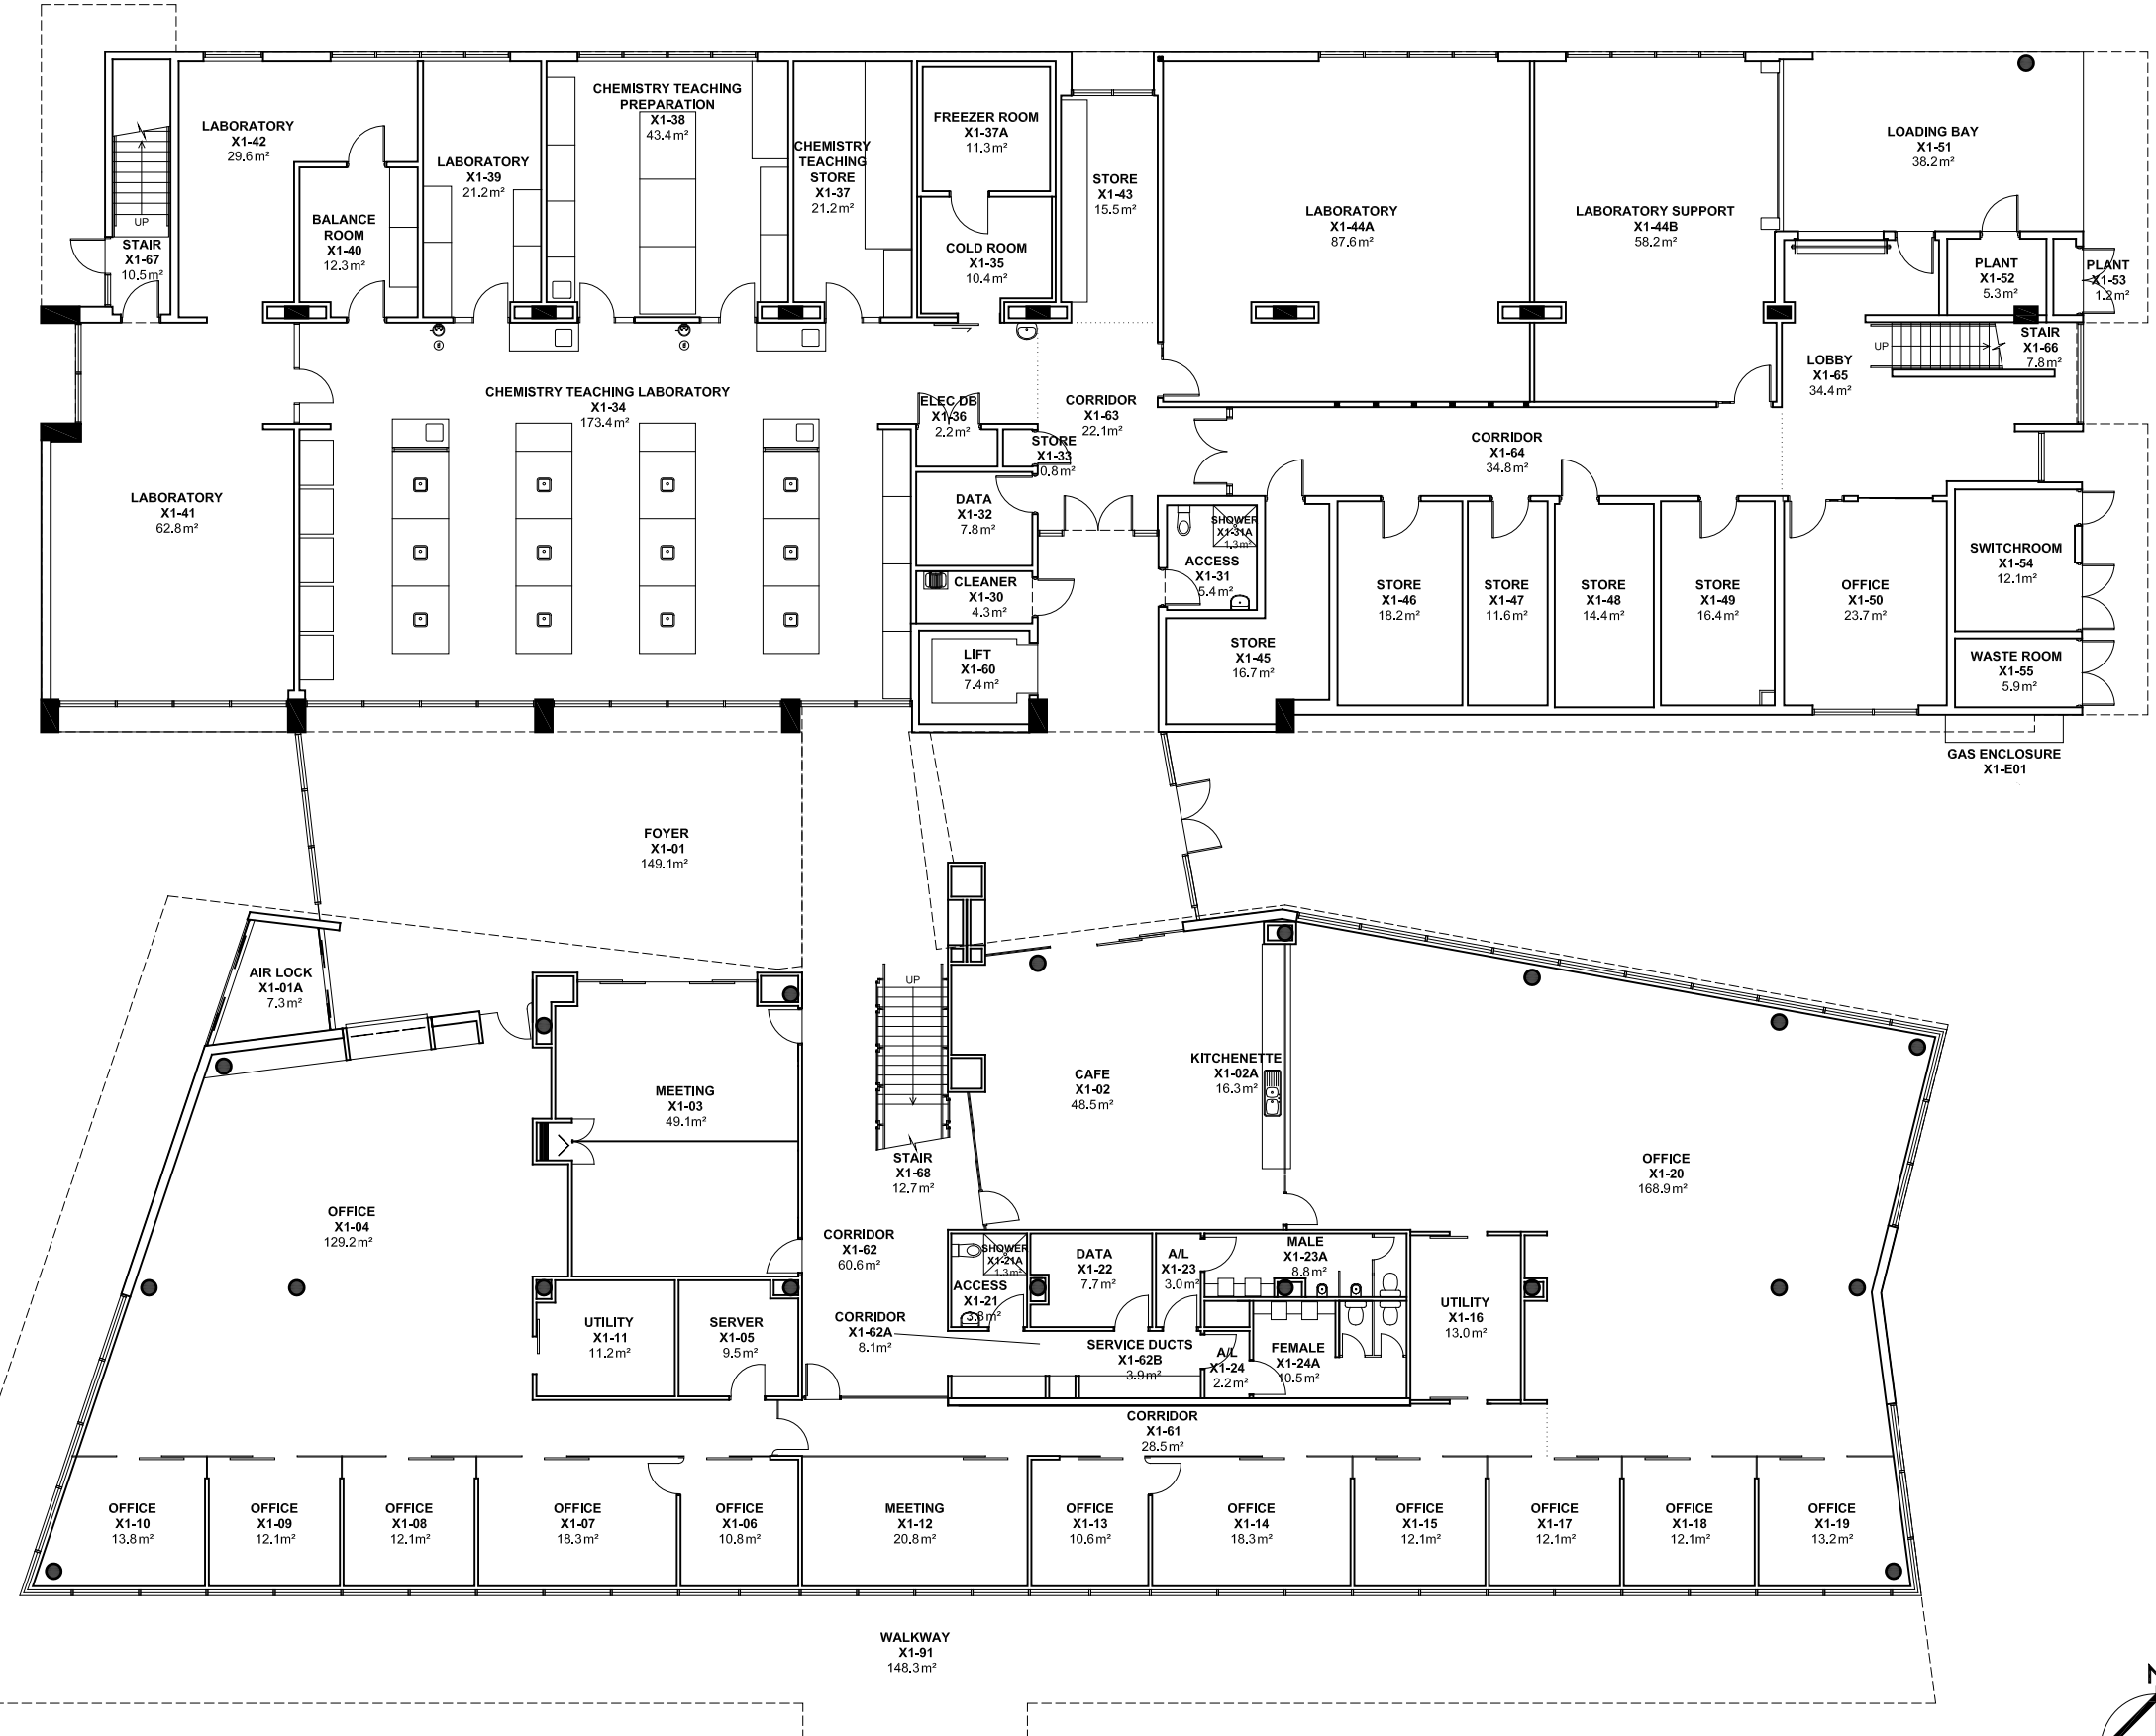 CHEMISTRY TEACHING
PREPARATION
X1-38
43.4m²
LABORATORY
X1-42
29.6m²
LABORATORY
X1-39
21.2m²
CHEMISTRY
TEACHING
STORE
X1-37
21.2m²
FREEZER ROOM
X1-37A
11.3m²
STORE
X1-43
15.5m²
LABORATORY
X1-44A
87.6m²
LABORATORY SUPPORT
X1-44B
58.2m²
LOADING BAY
X1-51
38.2m²
UP
STAIR
X1-67
10.5m²
BALANCE
ROOM
X1-40
12.3m²
COLD ROOM
X1-35
10.4m²
PLANT
X1-52
5.3m²
PLANT
X1-53
1.2m²
UP
STAIR
X1-66
7.8m²
LOBBY
X1-65
34.4m²
CHEMISTRY TEACHING LABORATORY
X1-34
173.4m²
ELEC DB
X1-36
2.2m²
CORRIDOR
X1-63
22.1m²
STORE
X1-33
0.8m²
CORRIDOR
X1-64
34.8m²
LABORATORY
X1-41
62.8m²
DATA
X1-32
7.8m²
SHOWER
X1-31A
1.3m²
ACCESS
X1-31
5.4m²
CLEANER
X1-30
4.3m²
STORE
X1-46
18.2m²
STORE
X1-47
11.6m²
STORE
X1-48
14.4m²
STORE
X1-49
16.4m²
OFFICE
X1-50
23.7m²
SWITCHROOM
X1-54
12.1m²
LIFT
X1-60
7.4m²
STORE
X1-45
16.7m²
WASTE ROOM
X1-55
5.9m²
GAS ENCLOSURE
X1-E01
FOYER
X1-01
149.1m²
AIR LOCK
X1-01A
7.3m²
UP
MEETING
X1-03
49.1m²
CAFE
X1-02
48.5m²
KITCHENETTE
X1-02A
16.3m²
STAIR
X1-68
12.7m²
OFFICE
X1-20
168.9m²
OFFICE
X1-04
129.2m²
CORRIDOR
X1-62
60.6m²
SHOWER
X1-21A
1.3m²
ACCESS
X1-21
3.8m²
DATA
X1-22
7.7m²
A/L
X1-23
3.0m²
MALE
X1-23A
8.8m²
UTILITY
X1-16
13.0m²
UTILITY
X1-11
11.2m²
SERVER
X1-05
9.5m²
CORRIDOR
X1-62A
8.1m²
SERVICE DUCTS
X1-62B
3.9m²
A/L
X1-24
2.2m²
FEMALE
X1-24A
10.5m²
CORRIDOR
X1-61
28.5m²
OFFICE
X1-10
13.8m²
OFFICE
X1-09
12.1m²
OFFICE
X1-08
12.1m²
OFFICE
X1-07
18.3m²
OFFICE
X1-06
10.8m²
MEETING
X1-12
20.8m²
OFFICE
X1-13
10.6m²
OFFICE
X1-14
18.3m²
OFFICE
X1-15
12.1m²
OFFICE
X1-17
12.1m²
OFFICE
X1-18
12.1m²
OFFICE
X1-19
13.2m²
WALKWAY
X1-91
148.3m²